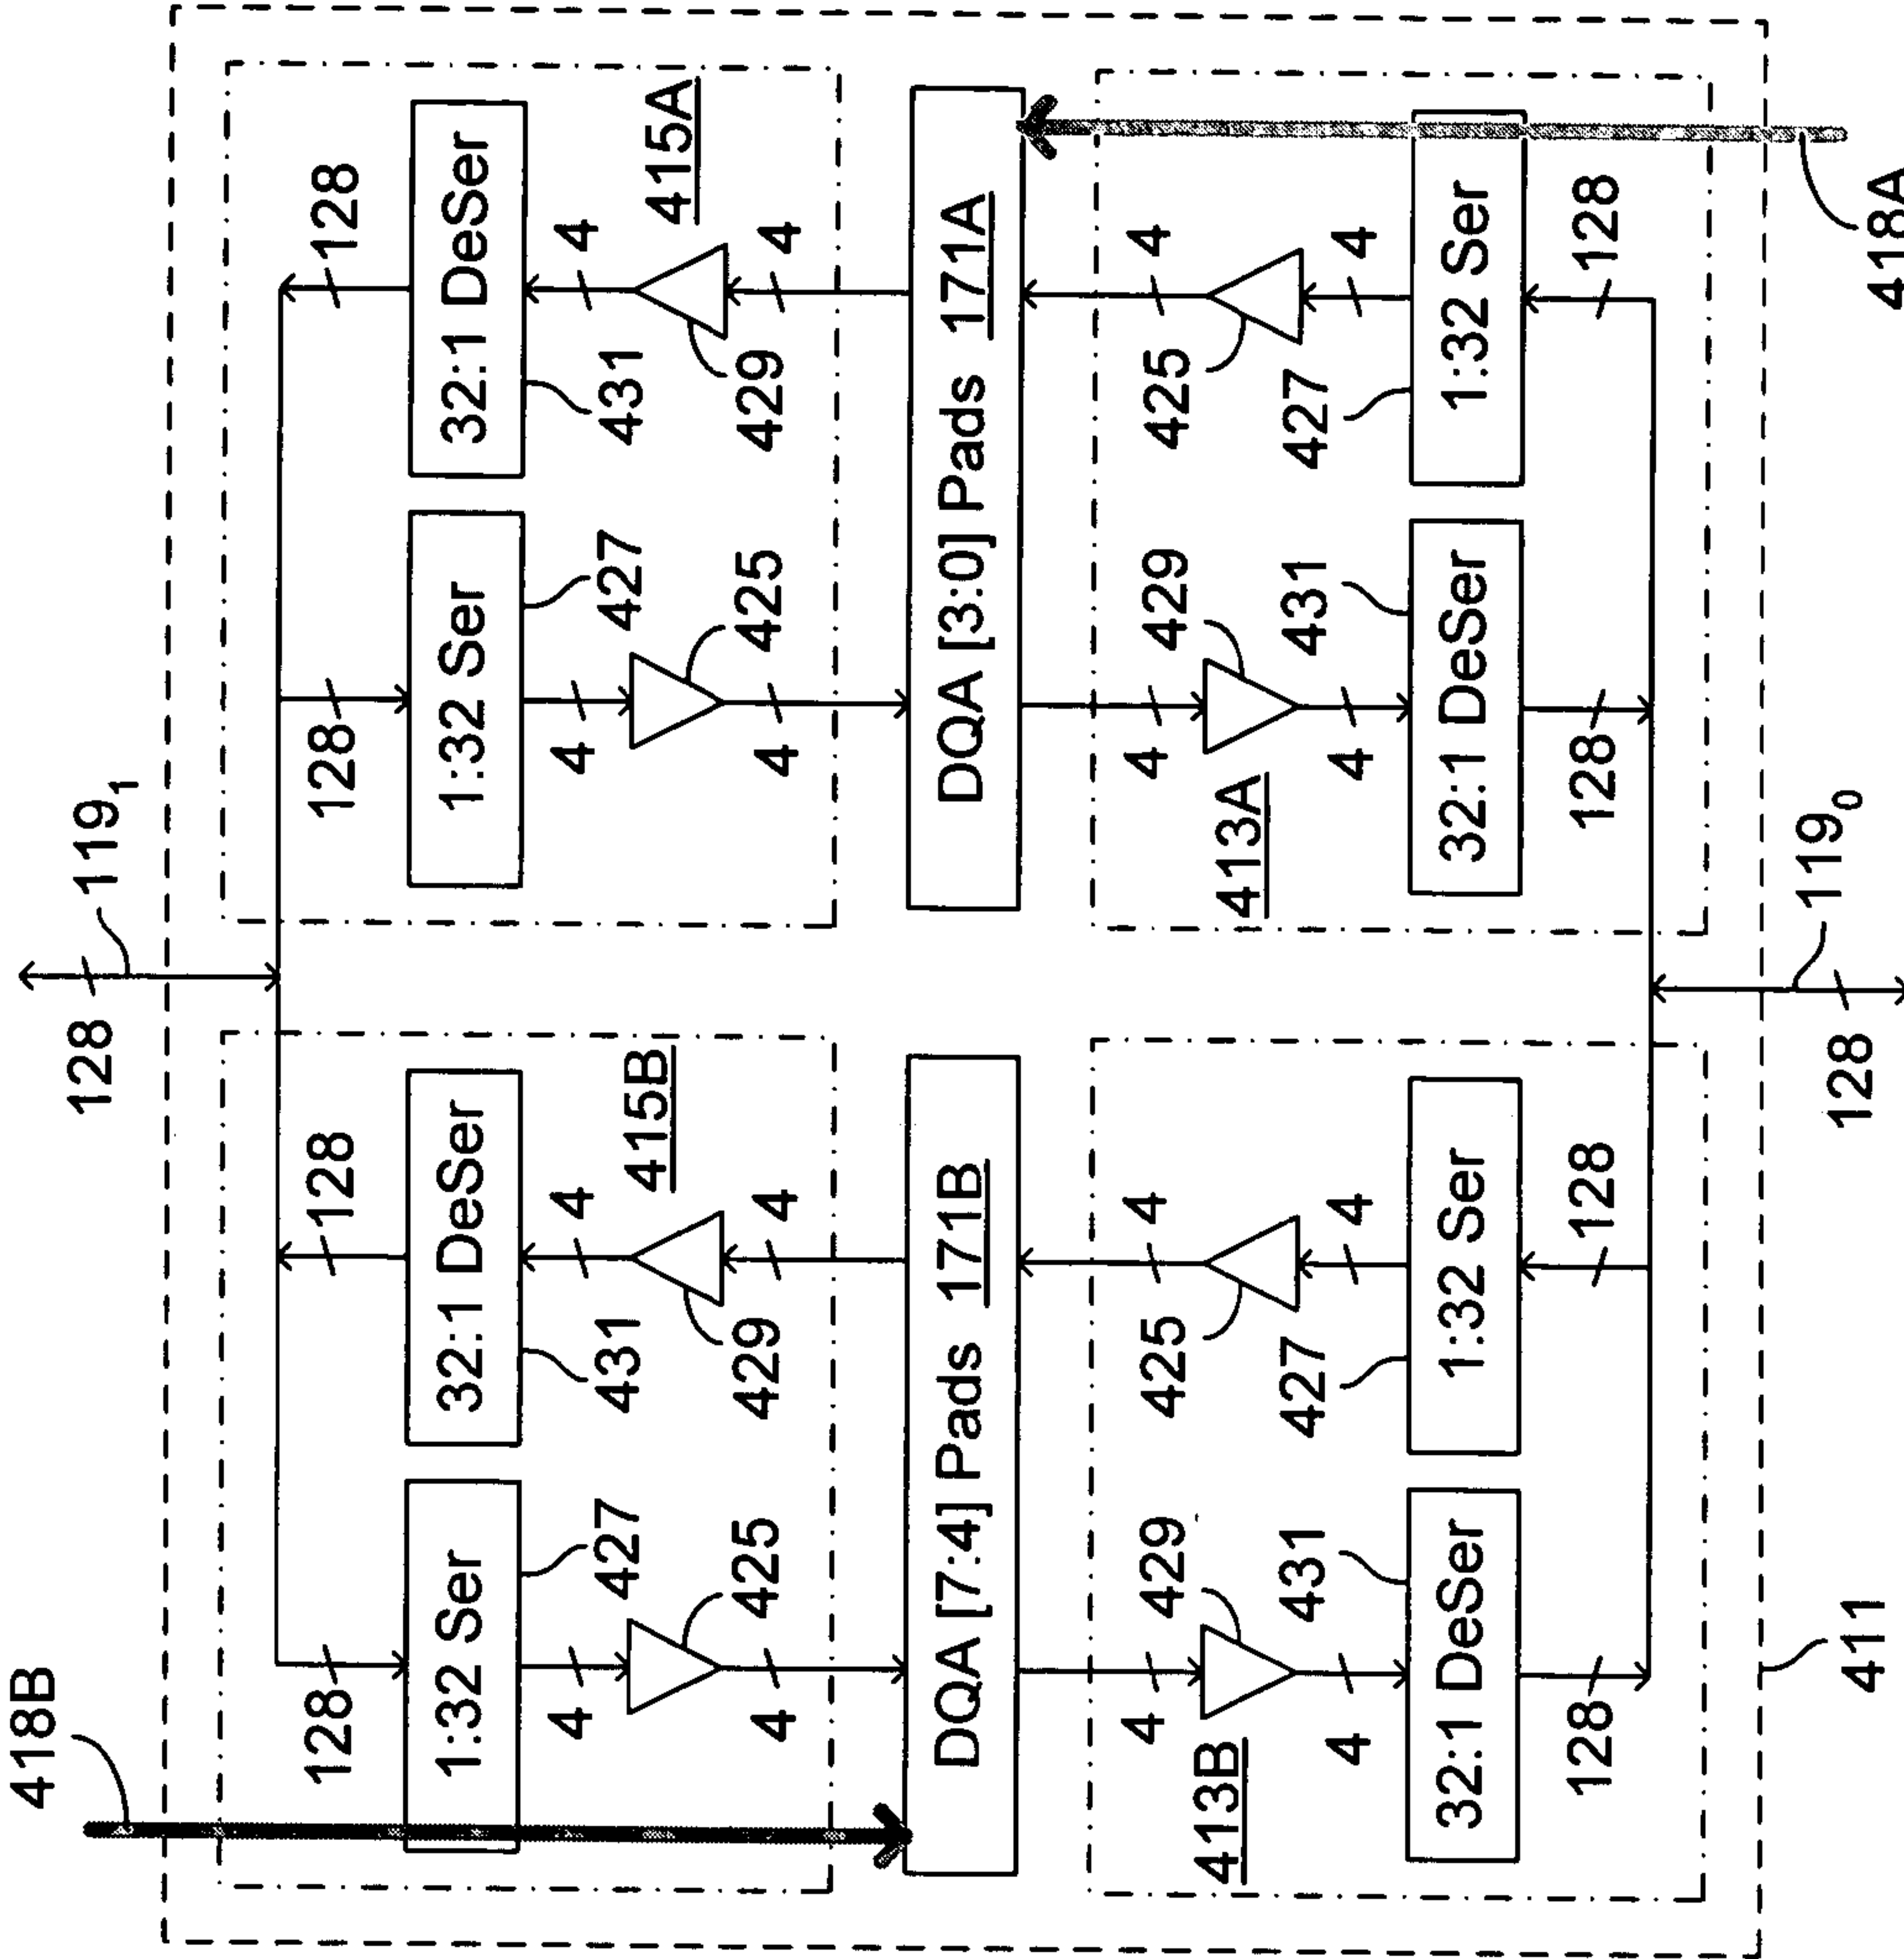 418B
128
119₁
128 128 128 128
1:32 Ser
32:1 DeSer
1:32 Ser
32:1 DeSer
4 4 4 4
427 431 427 431
415B
415A
425 429 425 429
4 4 4 4
DQA [7:4] Pads 171B
DQA [3:0] Pads 171A
4 4 4 4
429 425 429 425
413B
413A
431 427 431 427
4 4 4 4
32:1 DeSer
1:32 Ser
32:1 DeSer
1:32 Ser
128 128 128 128
411
128
119₀
418A